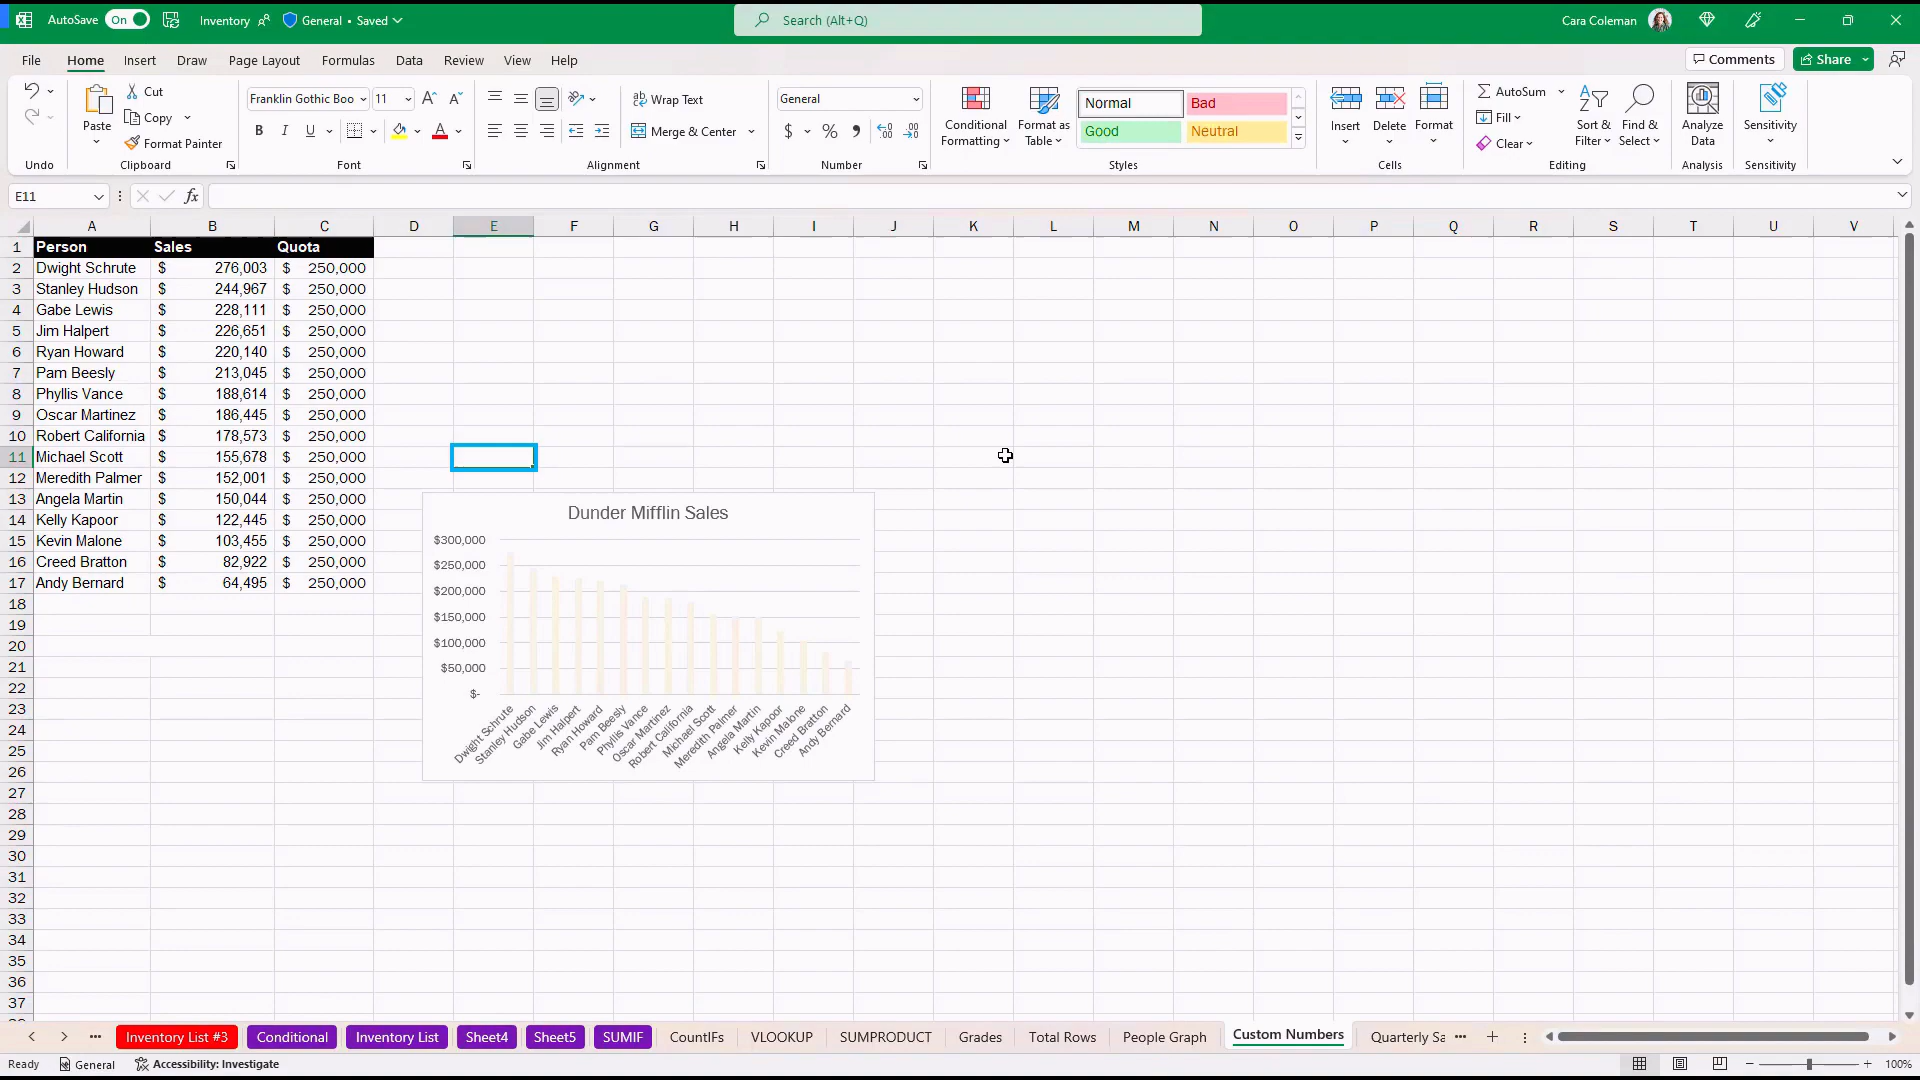 AutoSave On Inventory General • Saved Search (Alt+Q) Cara Coleman
File Home Insert Draw Page Layout Formulas Data Review View Help Comments Share
Paste
Cut
Copy
Format Painter
Franklin Gothic Boo 11
B I U
Wrap Text
Merge & Center
General
$ % ,
Conditional Formatting
Format as Table
Normal Bad
Good Neutral
Insert Delete Format
AutoSum
Fill
Clear
Sort & Filter
Find & Select
Analyze Data
Sensitivity
Undo Clipboard Font Alignment Number Styles Cells Editing Analysis Sensitivity
E11 fx
A B C D E F G H I J K L M N O P Q R S T U V
1 Person Sales Quota
2 Dwight Schrute $ 276,003 $ 250,000
3 Stanley Hudson $ 244,967 $ 250,000
4 Gabe Lewis $ 228,111 $ 250,000
5 Jim Halpert $ 226,651 $ 250,000
6 Ryan Howard $ 220,140 $ 250,000
7 Pam Beesly $ 213,045 $ 250,000
8 Phyllis Vance $ 188,614 $ 250,000
9 Oscar Martinez $ 186,445 $ 250,000
10 Robert California $ 178,573 $ 250,000
11 Michael Scott $ 155,678 $ 250,000
12 Meredith Palmer $ 152,001 $ 250,000
13 Angela Martin $ 150,044 $ 250,000
14 Kelly Kapoor $ 122,445 $ 250,000
15 Kevin Malone $ 103,455 $ 250,000
16 Creed Bratton $ 82,922 $ 250,000
17 Andy Bernard $ 64,495 $ 250,000
18
19
20
21
22
23
24
25
26
27
28
29
30
31
32
33
34
35
36
37
Dunder Mifflin Sales
$300,000
$250,000
$200,000
$150,000
$100,000
$50,000
$-
Dwight Schrute
Stanley Hudson
Gabe Lewis
Jim Halpert
Ryan Howard
Pam Beesly
Phyllis Vance
Oscar Martinez
Robert California
Michael Scott
Meredith Palmer
Angela Martin
Kelly Kapoor
Kevin Malone
Creed Bratton
Andy Bernard
Inventory List #3 Conditional Inventory List Sheet4 Sheet5 SUMIF CountIFs VLOOKUP SUMPRODUCT Grades Total Rows People Graph Custom Numbers Quarterly Sa
Ready General Accessibility: Investigate 100%